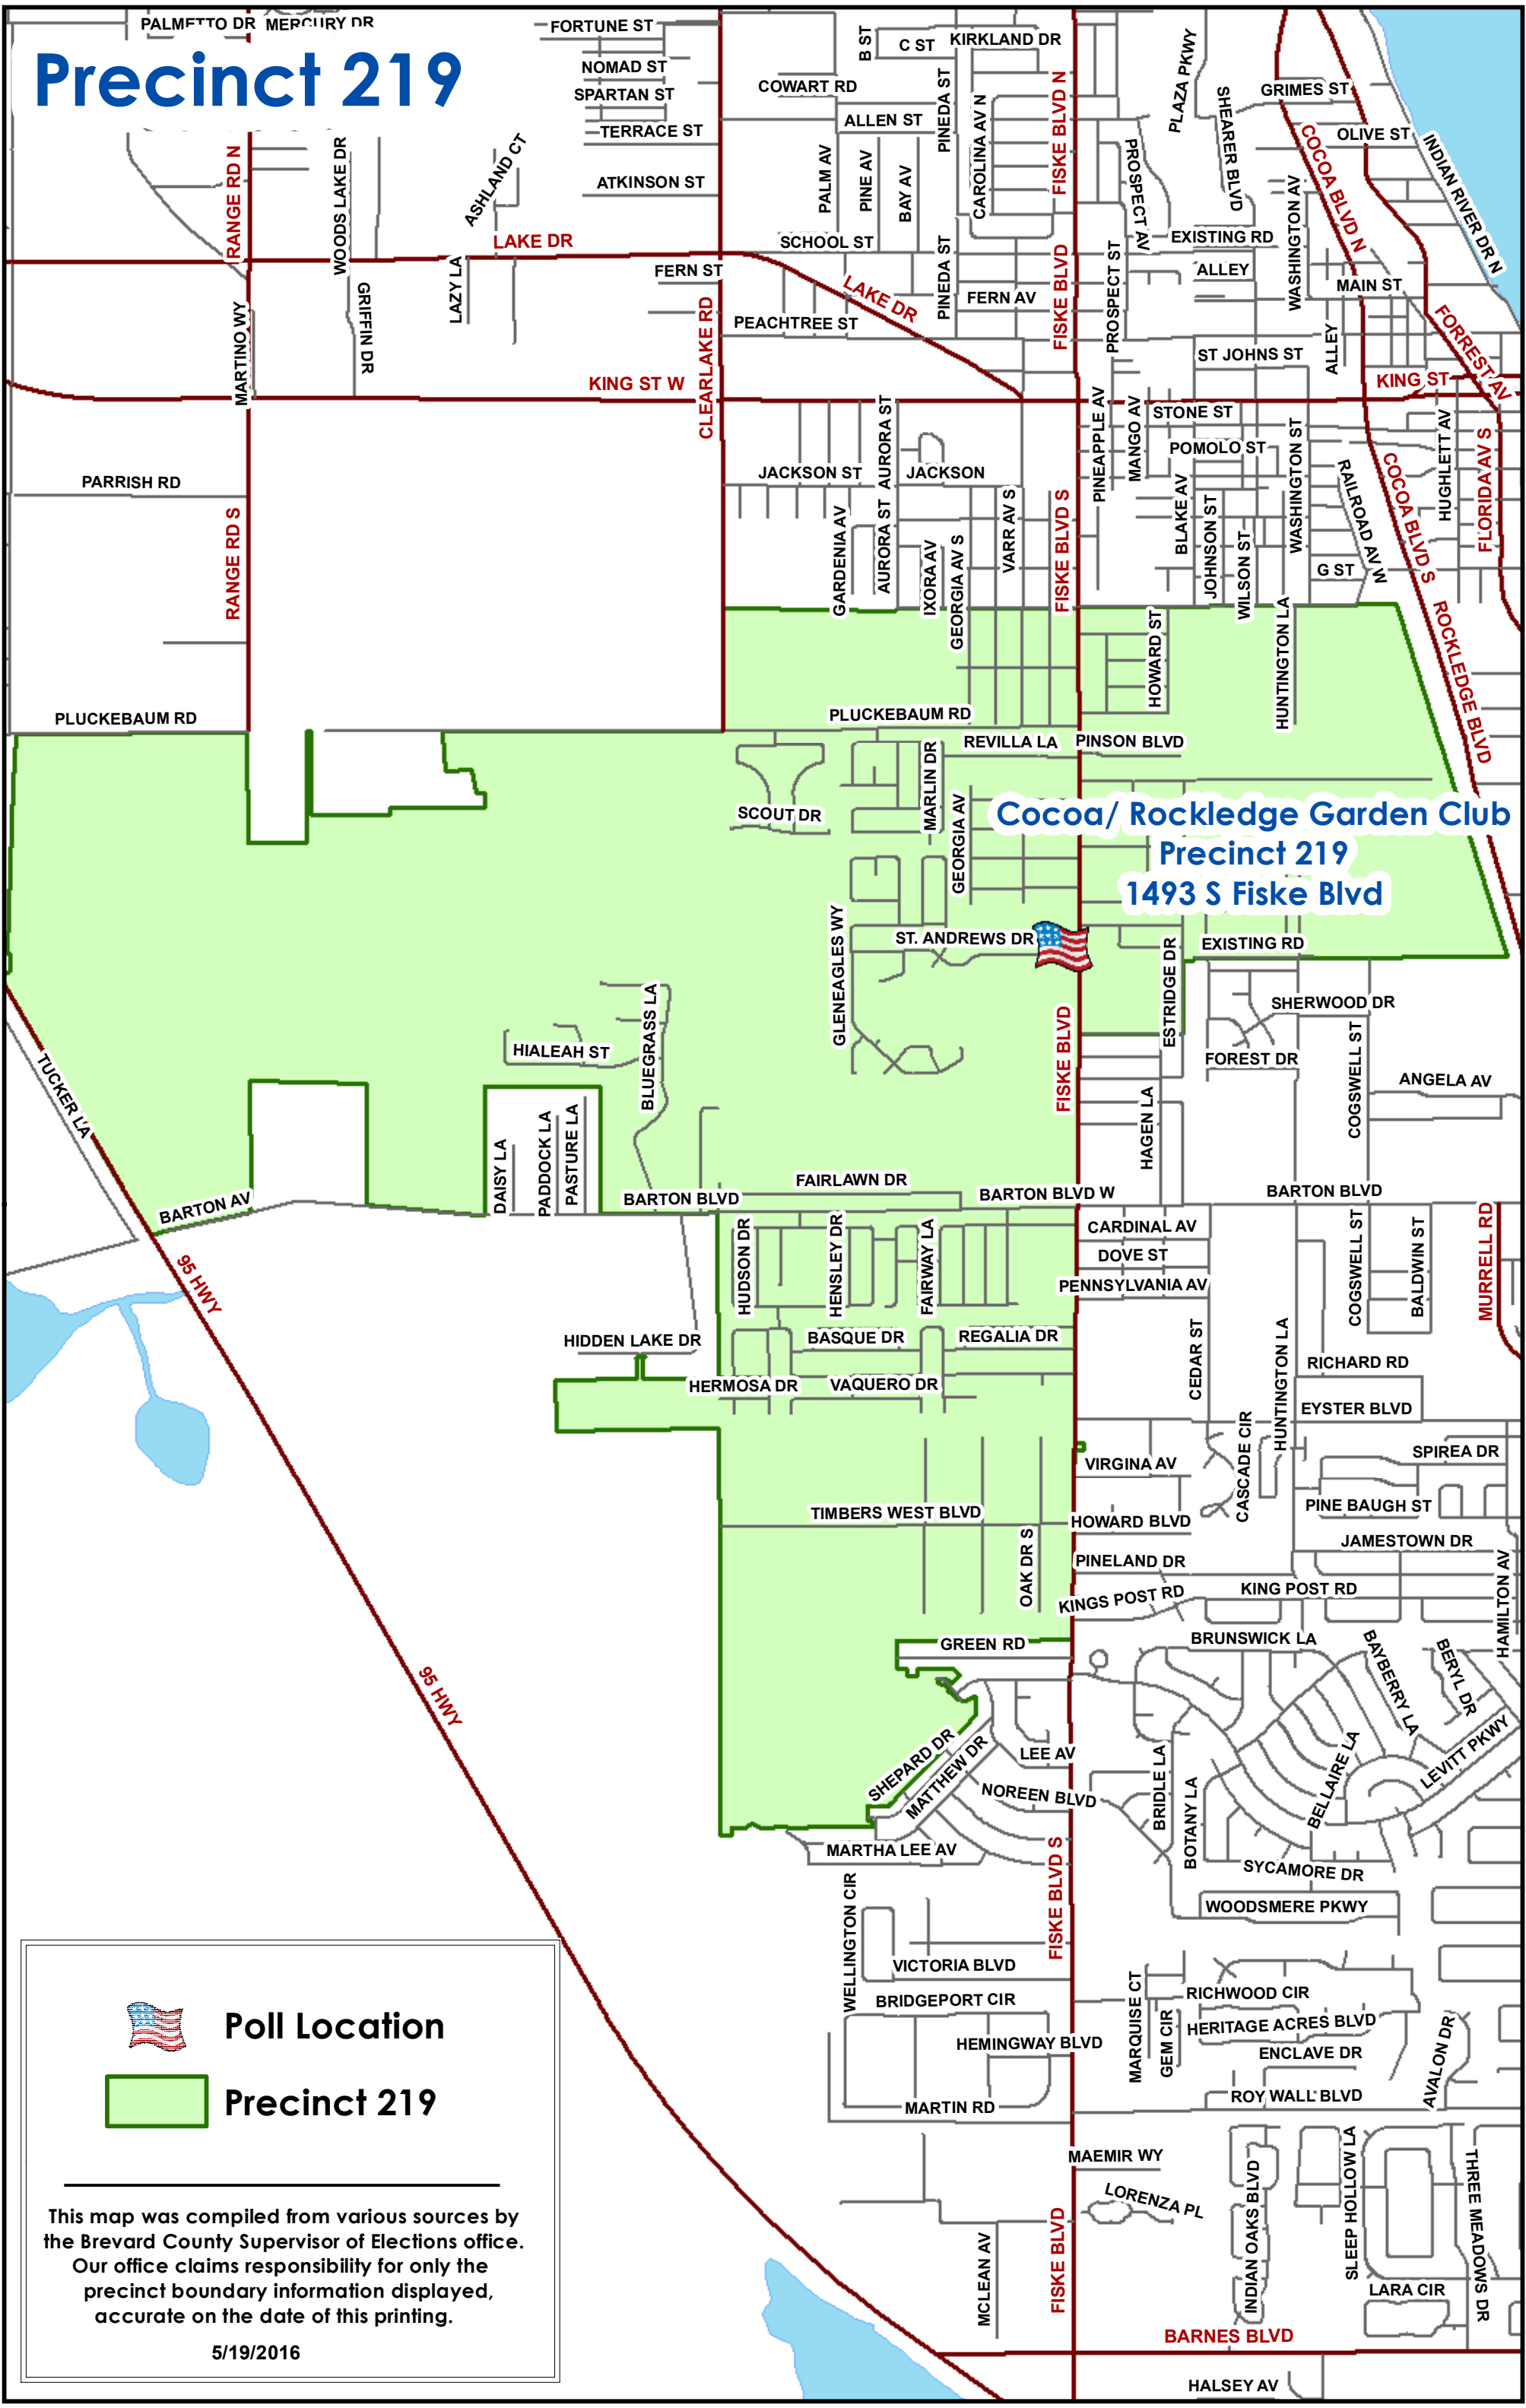 PALMETTO DR
MERCURY DR
FORTUNE ST
B ST
C ST
KIRKLAND DR
Precinct 219
NOMAD ST
SPARTAN ST
TERRACE ST
COWART RD
ALLEN ST
PINEDA ST
CAROLINA AV N
FISKE BLVD N
PLAZA PKWY
SHEARER BLVD
GRIMES ST
OLIVE ST
INDIAN RIVER DR N
COCOA BLVD N
RANGE RD N
WOODS LAKE DR
ASHLAND CT
ATKINSON ST
PALM AV
PINE AV
BAY AV
PROSPECT AV
WASHINGTON AV
LAKE DR
SCHOOL ST
EXISTING RD
FERN ST
PINEDA ST
FISKE BLVD
PROSPECT ST
ALLEY
MAIN ST
LAZY LA
GRIFFIN DR
MARTINO WY
CLEARLAKE RD
LAKE DR
FERN AV
PEACHTREE ST
ALLEY
FORREST AV
ST JOHNS ST
KING ST W
KING ST
AURORA ST
PINEAPPLE AV
MANGO AV
STONE ST
POMOLO ST
WASHINGTON ST
HUGHLETT AV
FLORIDA AV S
PARRISH RD
RANGE RD S
JACKSON ST
JACKSON
GARDENIA AV
AURORA ST
IXORA AV
GEORGIA AV S
VARR AV S
FISKE BLVD S
BLAKE AV
JOHNSON ST
WILSON ST
RAILROAD AV W
COCOA BLVD S
G ST
ROCKLEDGE BLVD
HOWARD ST
HUNTINGTON LA
PLUCKEBAUM RD
PLUCKEBAUM RD
REVILLA LA
PINSON BLVD
MARLIN DR
SCOUT DR
GEORGIA AV
Cocoa/ Rockledge Garden Club
Precinct 219
1493 S Fiske Blvd
GLENEAGLES WY
ST. ANDREWS DR
ESTRIDGE DR
EXISTING RD
SHERWOOD DR
BLUEGRASS LA
HIALEAH ST
FISKE BLVD
FOREST DR
COGSWELL ST
ANGELA AV
TUCKER LA
HAGEN LA
DAISY LA
PADDOCK LA
PASTURE LA
BARTON AV
BARTON BLVD
FAIRLAWN DR
BARTON BLVD W
BARTON BLVD
CARDINAL AV
DOVE ST
PENNSYLVANIA AV
HUDSON DR
HENSLEY DR
FAIRWAY LA
COGSWELL ST
BALDWIN ST
MURRELL RD
95 HWY
HIDDEN LAKE DR
BASQUE DR
REGALIA DR
HERMOSA DR
VAQUERO DR
CEDAR ST
HUNTINGTON LA
RICHARD RD
EYSTER BLVD
CASCADE CIR
SPIREA DR
VIRGINA AV
PINE BAUGH ST
TIMBERS WEST BLVD
HOWARD BLVD
JAMESTOWN DR
OAK DR S
PINELAND DR
KINGS POST RD
KING POST RD
HAMILTON AV
GREEN RD
BRUNSWICK LA
BAYBERRY LA
BERYL DR
95 HWY
SHEPARD DR
MATTHEW DR
LEE AV
NOREEN BLVD
BRIDLE LA
BOTANY LA
BELLAIRE LA
LEVITT PKWY
MARTHA LEE AV
SYCAMORE DR
WELLINGTON CIR
FISKE BLVD S
WOODSMERE PKWY
VICTORIA BLVD
BRIDGEPORT CIR
MARQUISE CT
GEM CIR
RICHWOOD CIR
HERITAGE ACRES BLVD
HEMINGWAY BLVD
ENCLAVE DR
AVALON DR
MARTIN RD
ROY WALL BLVD
MAEMIR WY
LORENZA PL
INDIAN OAKS BLVD
SLEEP HOLLOW LA
THREE MEADOWS DR
MCLEAN AV
FISKE BLVD
LARA CIR
BARNES BLVD
HALSEY AV
Poll Location
Precinct 219
This map was compiled from various sources by
the Brevard County Supervisor of Elections office.
Our office claims responsibility for only the
precinct boundary information displayed,
accurate on the date of this printing.
5/19/2016